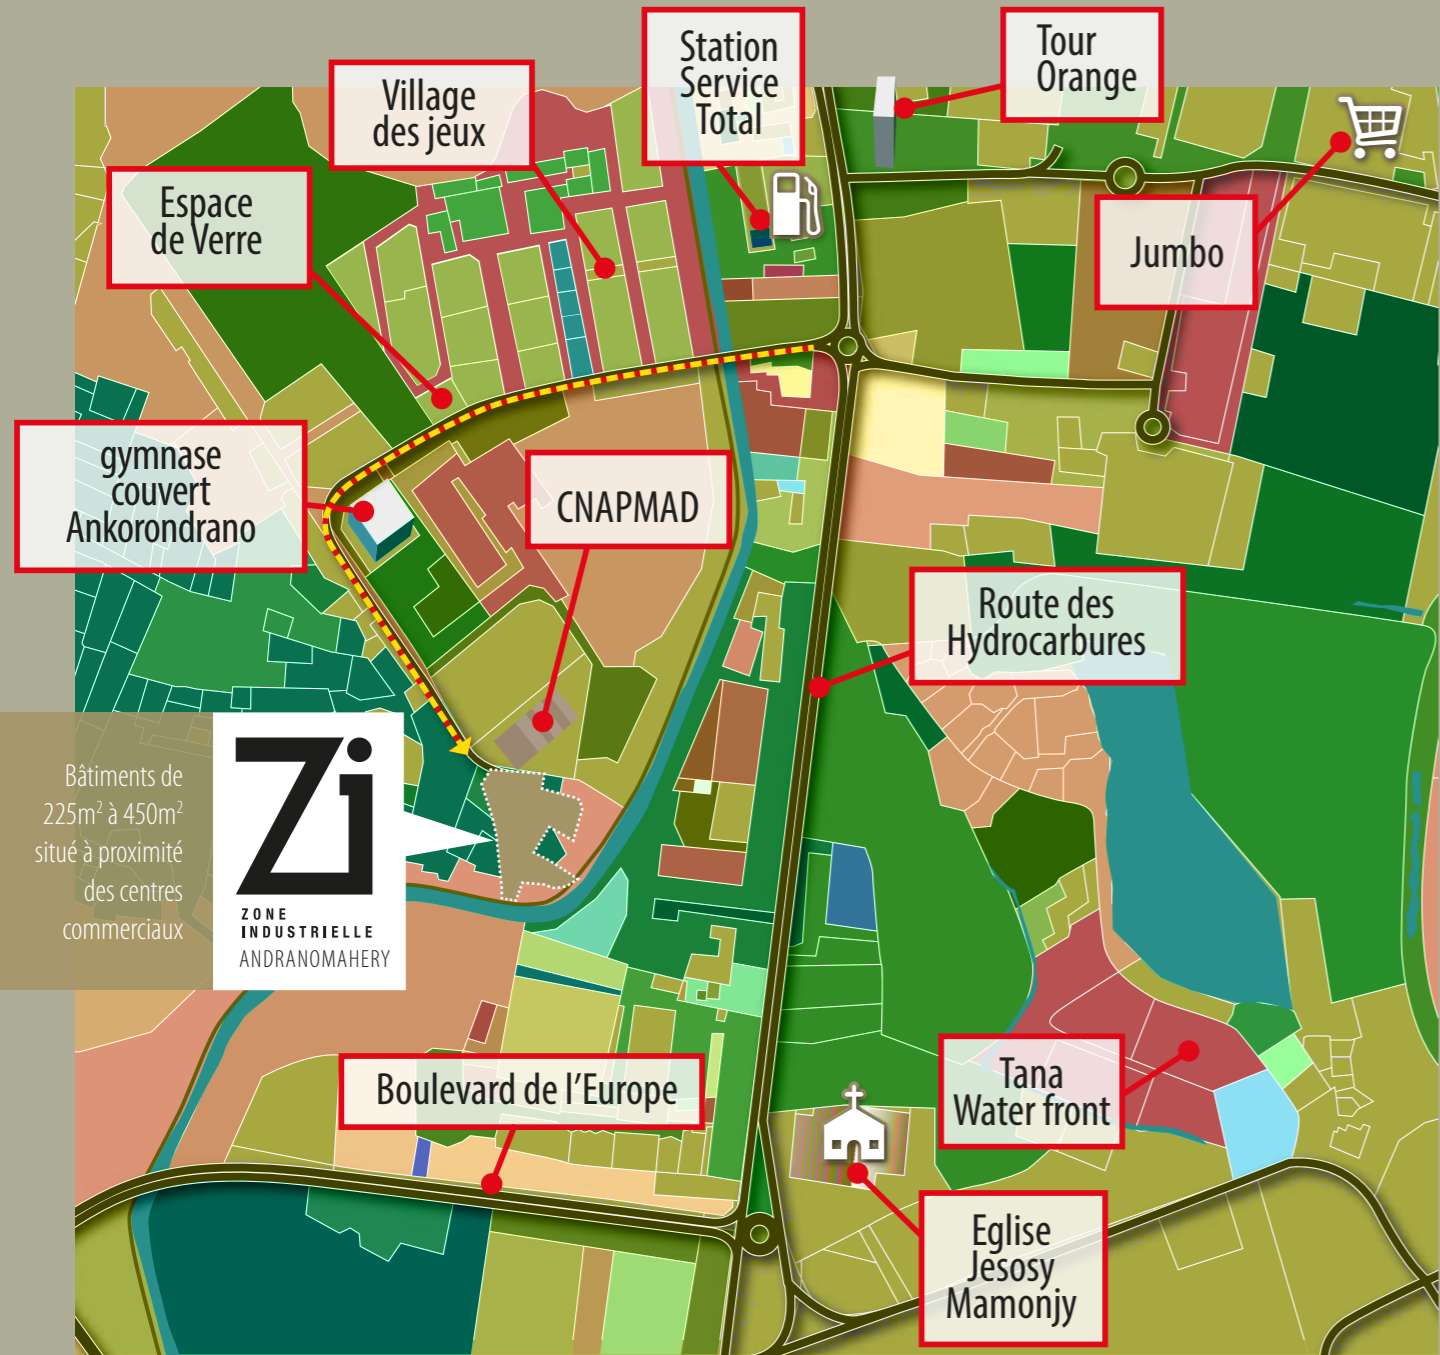 Station
Service
Total
Tour
Orange
Village
des jeux
Espace
de Verre
Jumbo
gymnase
couvert
Ankorondrano
CNAPMAD
Route des
Hydrocarbures
Bâtiments de
225m² à 450m²
situé à proximité
des centres
commerciaux
Zi
ZONE
INDUSTRIELLE
ANDRANOMAHERY
Boulevard de l’Europe
Tana
Water front
Eglise
Jesosy
Mamonjy